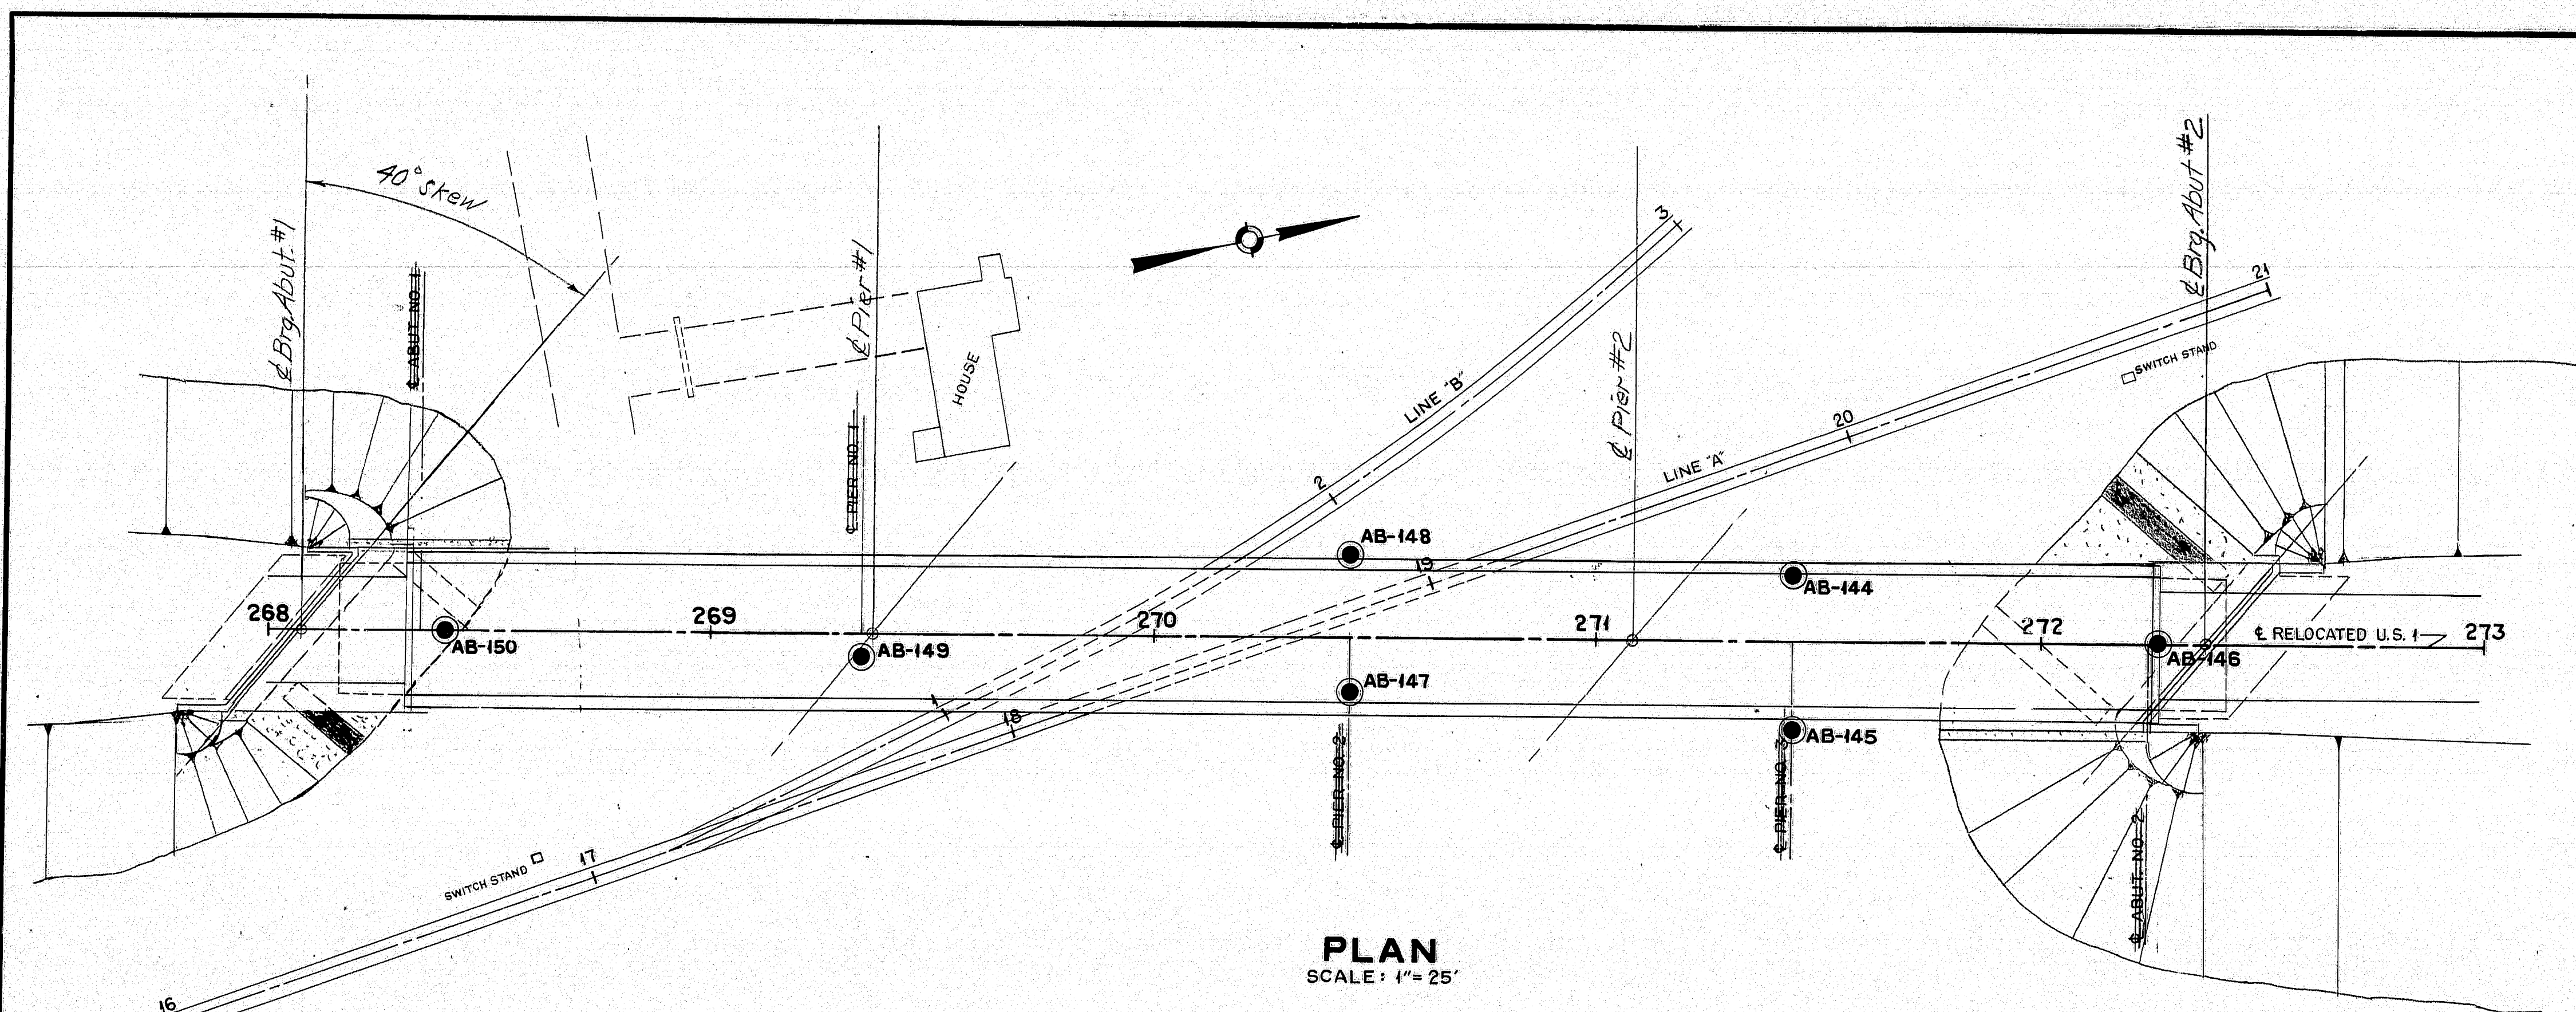 40° skew
℄ Brg. Abut. #1
℄ ABUT. NO. 1
℄ Pier #1
℄ PIER NO. 1
HOUSE
LINE "B"
3
2
1
℄ Pier #2
LINE "A"
℄ Brg. Abut #2
21
SWITCH STAND
20
19
18
17
16
AB-148
AB-144
268
269
270
271
272
273
℄ RELOCATED U.S. 1
AB-150
AB-149
AB-146
AB-147
AB-145
℄ PIER NO. 2
℄ PIER NO. 3
℄ ABUT. NO. 2
SWITCH STAND
PLAN
SCALE: 1"= 25'